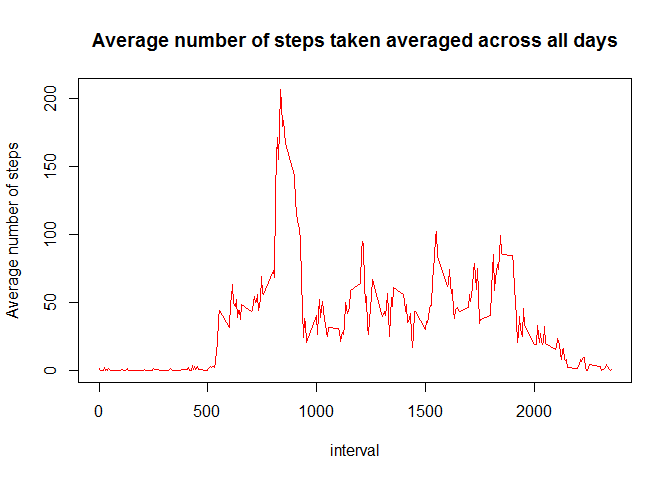 Average number of steps taken averaged across all days
Average number of steps
200
150
100
50
0
0 500 1000 1500 2000
interval